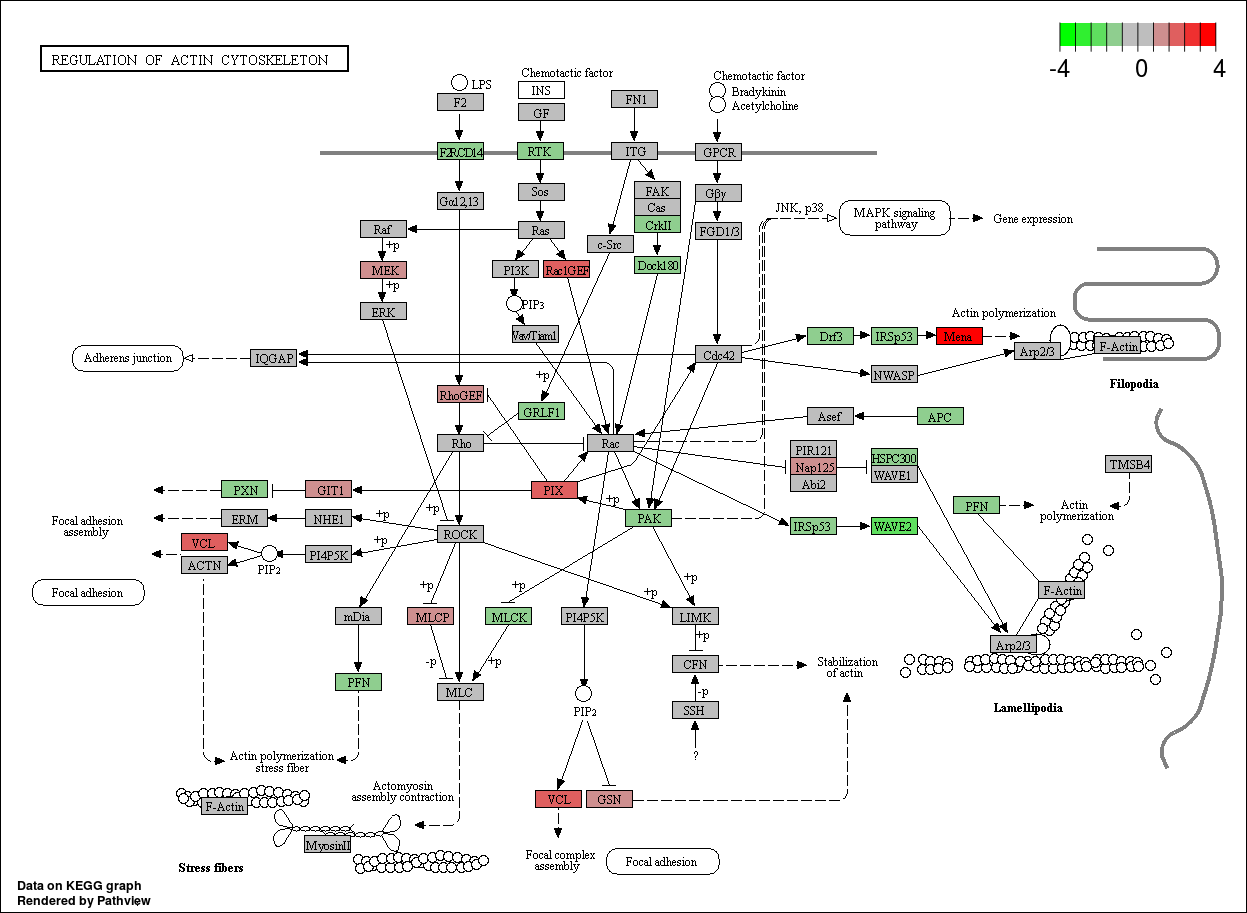 -4 0 4
REGULATION OF ACTIN CYTOSKELETON
LPS
F2
Chemotactic factor
INS
GF
FN1
Chemotactic factor
Bradykinin
Acetylcholine
F2RCD14
RTK
ITG
GPCR
Gα12,13
Sos
FAK
Cas
CrkII
Gβγ
JNK, p38
MAPK signaling
pathway
Gene expression
Raf
Ras
c-Src
FGD1/3
+p
MEK
PI3K
Rac1GEF
Dock180
+p
ERK
PIP3
Vav/Tiam1
Actin polymerization
Drf3
IRSp53
Mena
Arp2/3
F-Actin
Adherens junction
IQGAP
Cdc42
NWASP
Filopodia
+p
RhoGEF
GRLF1
Asef
APC
Rho
Rac
PIR121
Nap125
Abi2
HSPC300
WAVE1
TMSB4
PXN
GIT1
PIX
+p
PAK
PFN
Actin
polymerization
Focal adhesion
assembly
ERM
NHE1
+p
+p
ROCK
IRSp53
WAVE2
VCL
ACTN
PIP2
PI4P5K
+p
Focal adhesion
+p
+p
+p
+p
F-Actin
mDia
MLCP
MLCK
PI4P5K
LIMK
+p
Arp2/3
-p
+p
CFN
Stabilization
of actin
PFN
MLC
-p
SSH
PIP2
Lamellipodia
?
Actin polymerization
stress fiber
Actomyosin
assembly contraction
VCL
GSN
F-Actin
MyosinII
Stress fibers
Focal complex
assembly
Focal adhesion
Data on KEGG graph
Rendered by Pathview